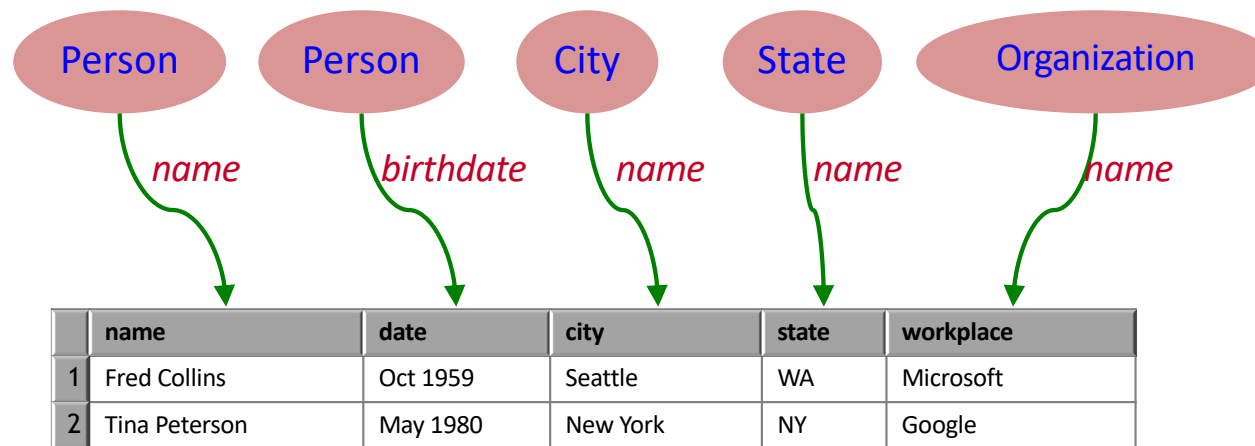 Person Person City State Organization
name birthdate name name name
name date city state workplace
1 Fred Collins Oct 1959 Seattle WA Microsoft
2 Tina Peterson May 1980 New York NY Google